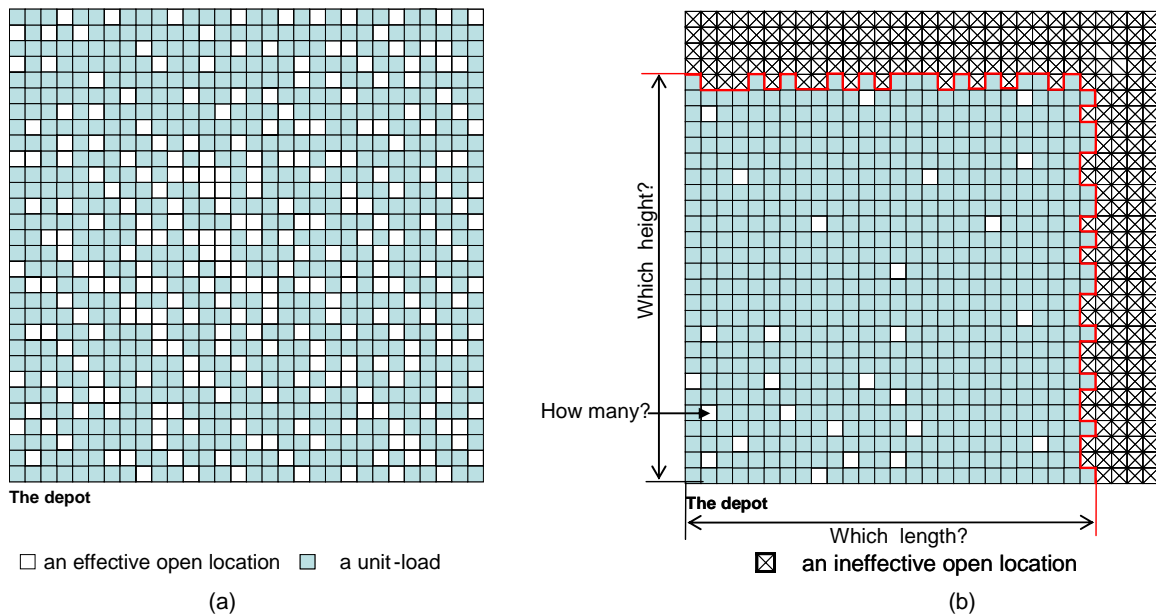 Which height?
How many?
The depot
The depot
Which length?
an effective open location
a unit-load
an ineffective open location
(a)
(b)